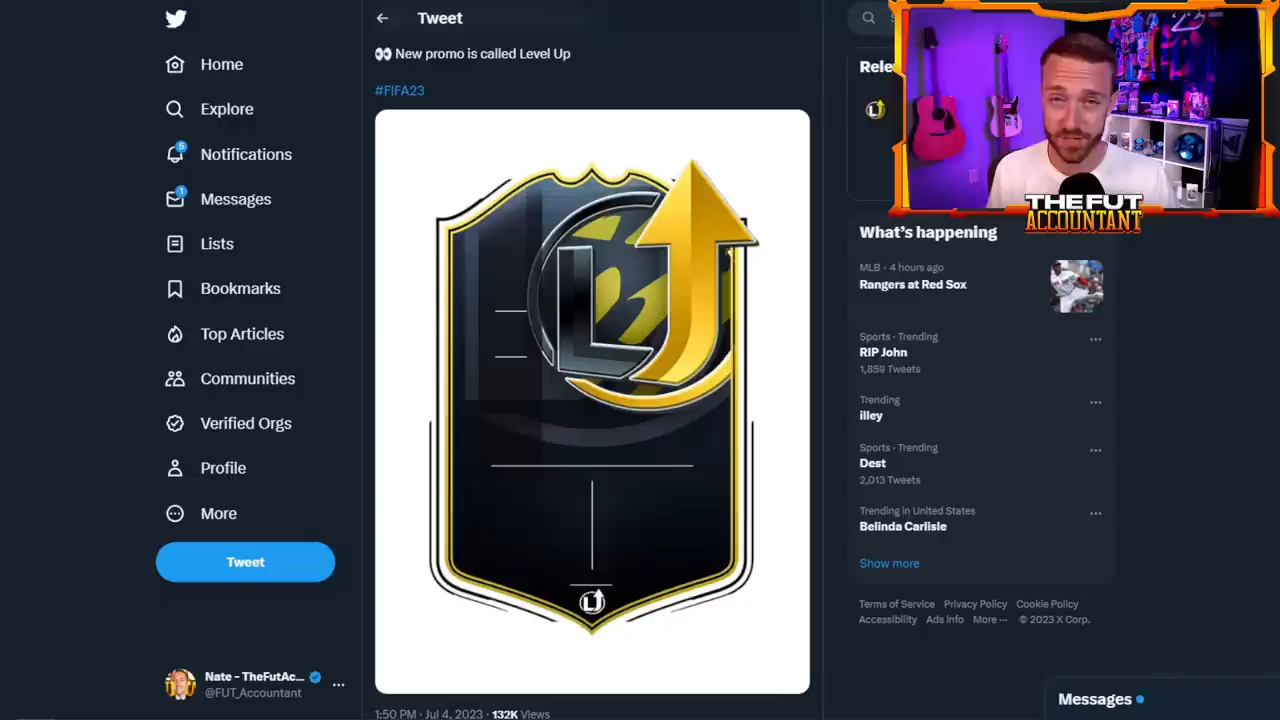 Home
Explore
5
Notifications
1
Messages
Lists
Bookmarks
Top Articles
Communities
Verified Orgs
Profile
More
Tweet
Nate - TheFutAc...
@FUT_Accountant
Tweet
👀 New promo is called Level Up
#FIFA23
LU
LU
1:50 PM · Jul 4, 2023 · 132K Views
THE FUT
ACCOUNTANT
What's happening
MLB · 4 hours ago
Rangers at Red Sox
Sports · Trending
RIP John
1,859 Tweets
Trending
illey
Sports · Trending
Dest
2,013 Tweets
Trending in United States
Belinda Carlisle
Show more
Terms of Service Privacy Policy Cookie Policy
Accessibility Ads info More ··· © 2023 X Corp.
Messages